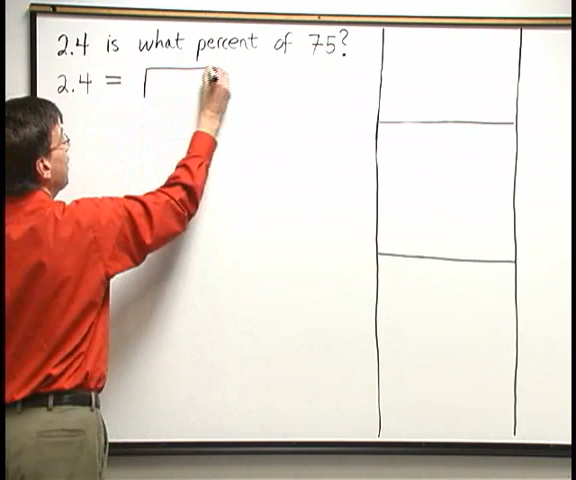 2.4 is what percent of 75?
2.4 =